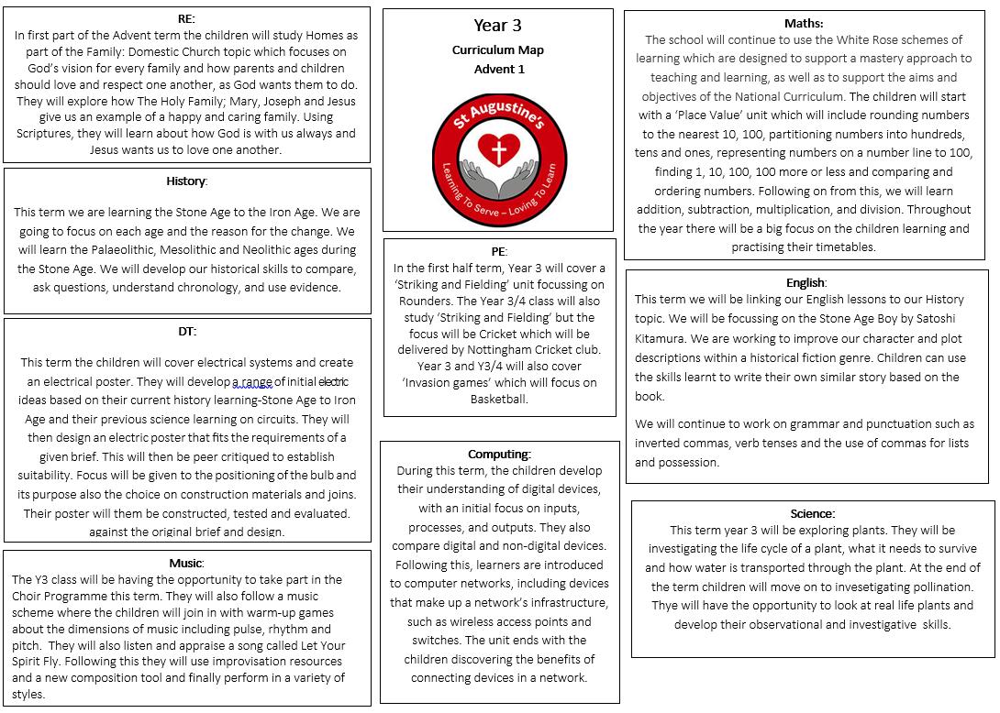 RE:
In first part of the Advent term the children will study Homes as
part of the Family: Domestic Church topic which focuses on
God's vision for every family and how parents and children
should love and respect one another, as God wants them to do.
They will explore how The Holy Family; Mary, Joseph and Jesus
give us an example of a happy and caring family. Using
Scriptures, they will learn about how God is with us always and
Jesus wants us to love one another.
History:
This term we are learning the Stone Age to the Iron Age. We are
going to focus on each age and the reason for the change. We
will learn the Palaeolithic, Mesolithic and Neolithic ages during
the Stone Age. We will develop our historical skills to compare,
ask questions, understand chronology, and use evidence.
DT:
This term the children will cover electrical systems and create
an electrical poster. They will develop a range of initial electric
ideas based on their current history learning-Stone Age to Iron
Age and their previous science learning on circuits. They will
then design an electric poster that fits the requirements of a
given brief. This will then be peer critiqued to establish
suitability. Focus will be given to the positioning of the bulb and
its purpose also the choice on construction materials and joins.
Their poster will them be constructed, tested and evaluated.
against the original brief and design.
Music:
The Y3 class will be having the opportunity to take part in the
Choir Programme this term. They will also follow a music
scheme where the children will join in with warm-up games
about the dimensions of music including pulse, rhythm and
pitch.  They will also listen and appraise a song called Let Your
Spirit Fly. Following this they will use improvisation resources
and a new composition tool and finally perform in a variety of
styles.
Year 3
Curriculum Map
Advent 1
St Augustine's
Learning To Serve – Loving To Learn
PE:
In the first half term, Year 3 will cover a
'Striking and Fielding' unit focussing on
Rounders. The Year 3/4 class will also
study 'Striking and Fielding' but the
focus will be Cricket which will be
delivered by Nottingham Cricket club.
Year 3 and Y3/4 will also cover
'Invasion games' which will focus on
Basketball.
Computing:
During this term, the children develop
their understanding of digital devices,
with an initial focus on inputs,
processes, and outputs. They also
compare digital and non-digital devices.
Following this, learners are introduced
to computer networks, including devices
that make up a network's infrastructure,
such as wireless access points and
switches. The unit ends with the
children discovering the benefits of
connecting devices in a network.
Maths:
The school will continue to use the White Rose schemes of
learning which are designed to support a mastery approach to
teaching and learning, as well as to support the aims and
objectives of the National Curriculum. The children will start
with a 'Place Value' unit which will include rounding numbers
to the nearest 10, 100, partitioning numbers into hundreds,
tens and ones, representing numbers on a number line to 100,
finding 1, 10, 100, 100 more or less and comparing and
ordering numbers. Following on from this, we will learn
addition, subtraction, multiplication, and division. Throughout
the year there will be a big focus on the children learning and
practising their timetables.
English:
This term we will be linking our English lessons to our History
topic. We will be focussing on the Stone Age Boy by Satoshi
Kitamura. We are working to improve our character and plot
descriptions within a historical fiction genre. Children can use
the skills learnt to write their own similar story based on the
book.
We will continue to work on grammar and punctuation such as
inverted commas, verb tenses and the use of commas for lists
and possession.
Science:
This term year 3 will be exploring plants. They will be
investigating the life cycle of a plant, what it needs to survive
and how water is transported through the plant. At the end of
the term children will move on to invesetigating pollination.
Thye will have the opportunity to look at real life plants and
develop their observational and investigative  skills.